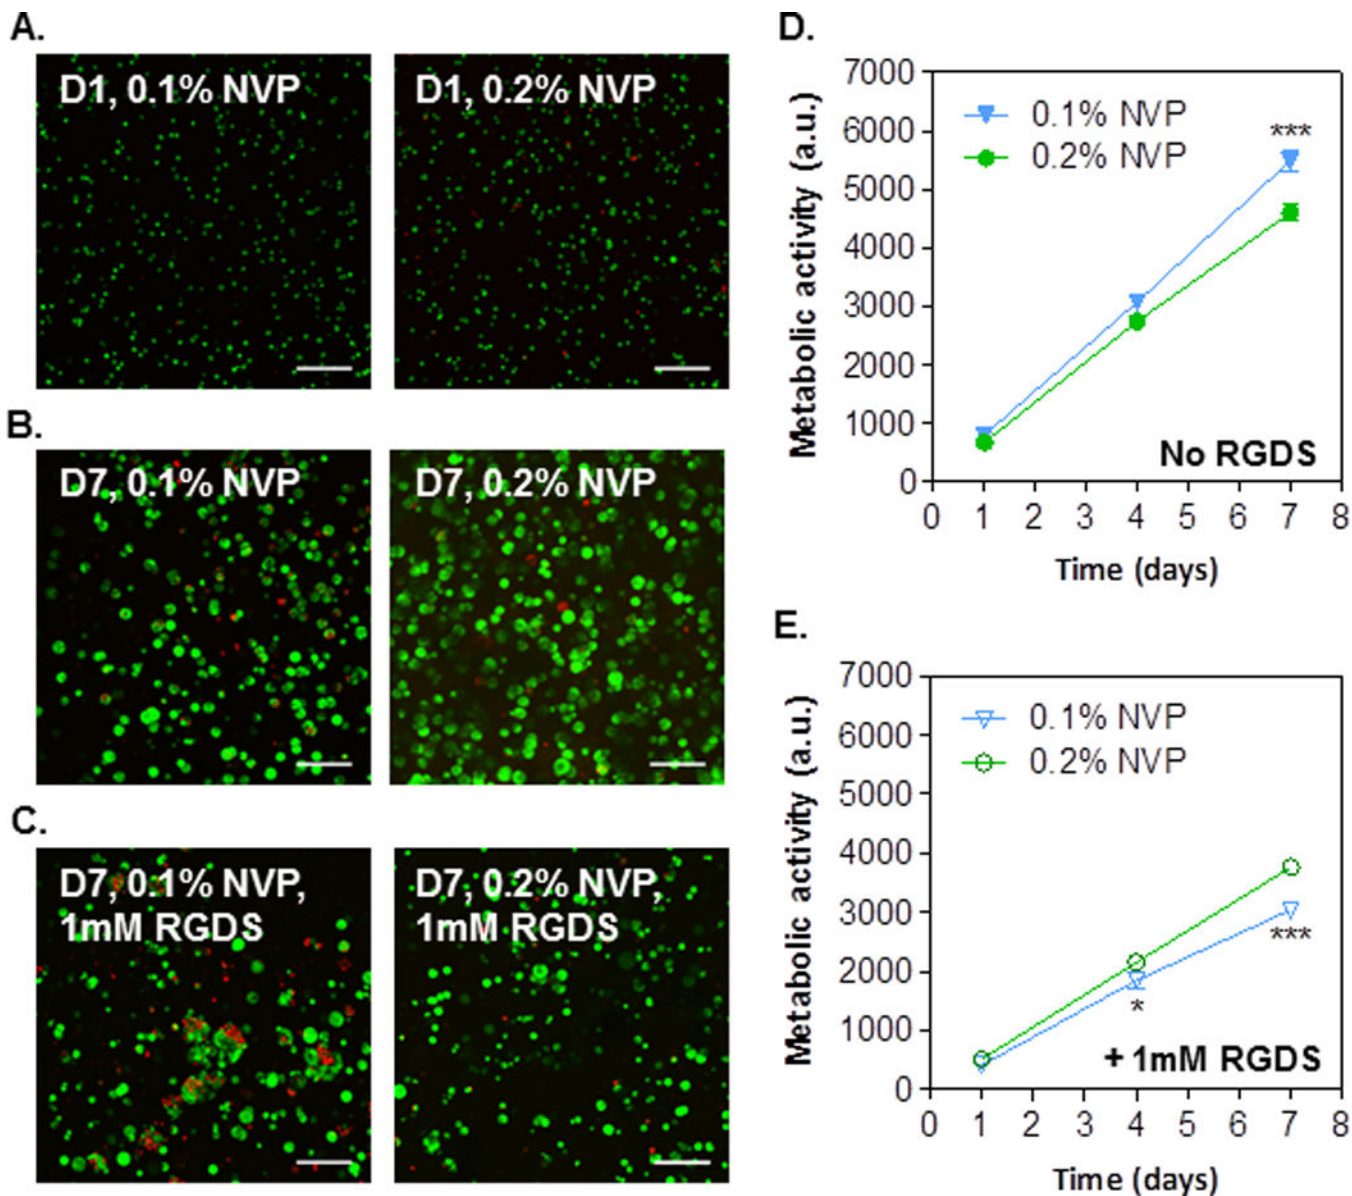 A.
D1, 0.1% NVP
D1, 0.2% NVP
B.
D7, 0.1% NVP
D7, 0.2% NVP
C.
D7, 0.1% NVP,
1mM RGDS
D7, 0.2% NVP,
1mM RGDS
D.
7000
6000
5000
4000
3000
2000
1000
0
Metabolic activity (a.u.)
0.1% NVP
0.2% NVP
***
No RGDS
0 1 2 3 4 5 6 7 8
Time (days)
E.
7000
6000
5000
4000
3000
2000
1000
0
Metabolic activity (a.u.)
0.1% NVP
0.2% NVP
***
*
+ 1mM RGDS
0 1 2 3 4 5 6 7 8
Time (days)